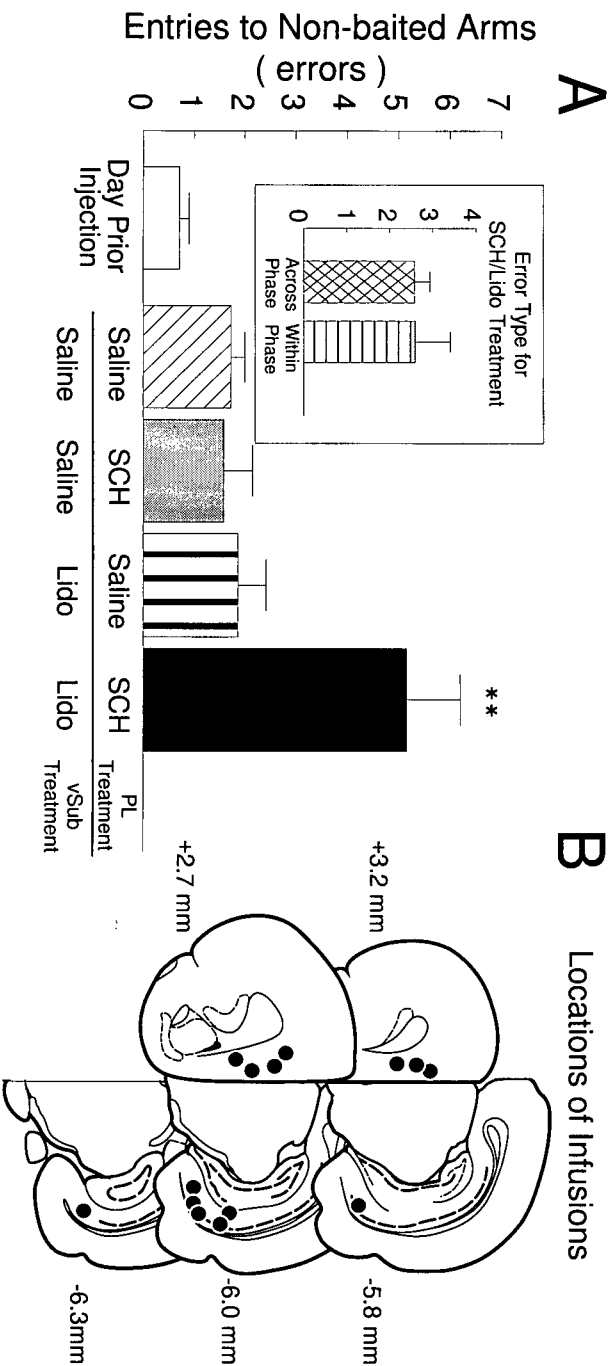 A
Entries to Non-baited Arms
( errors )
7
6
5
4
3
2
1
0
Error Type for
SCH/Lido Treatment
4
3
2
1
0
Across
Phase
Within
Phase
**
Day Prior
Injection
Saline
SCH
Saline
SCH
PL
Treatment
Saline
Saline
Lido
Lido
vSub
Treatment
B
Locations of Infusions
+3.2 mm
+2.7 mm
-5.8 mm
-6.0 mm
-6.3mm